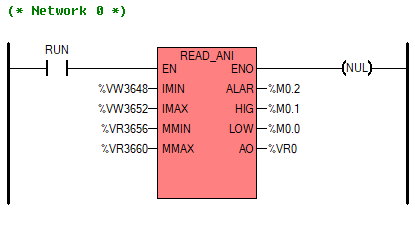 (* Network 0 *)
RUN
READ_ANI
EN ENO (NUL)
%VW3648 IMIN ALAR %M0.2
%VW3652 IMAX HIG %M0.1
%VR3656 MMIN LOW %M0.0
%VR3660 MMAX AO %VR0